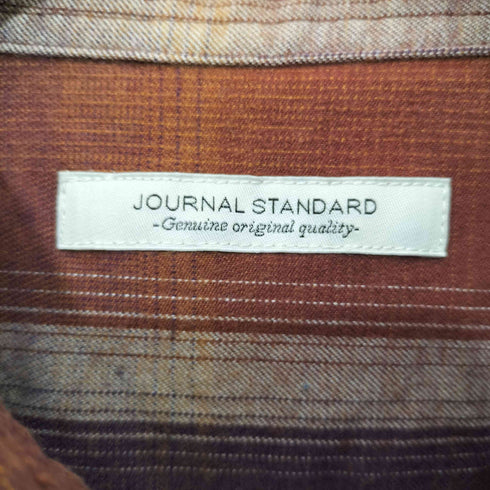 JOURNAL STANDARD
-Genuine original quality-